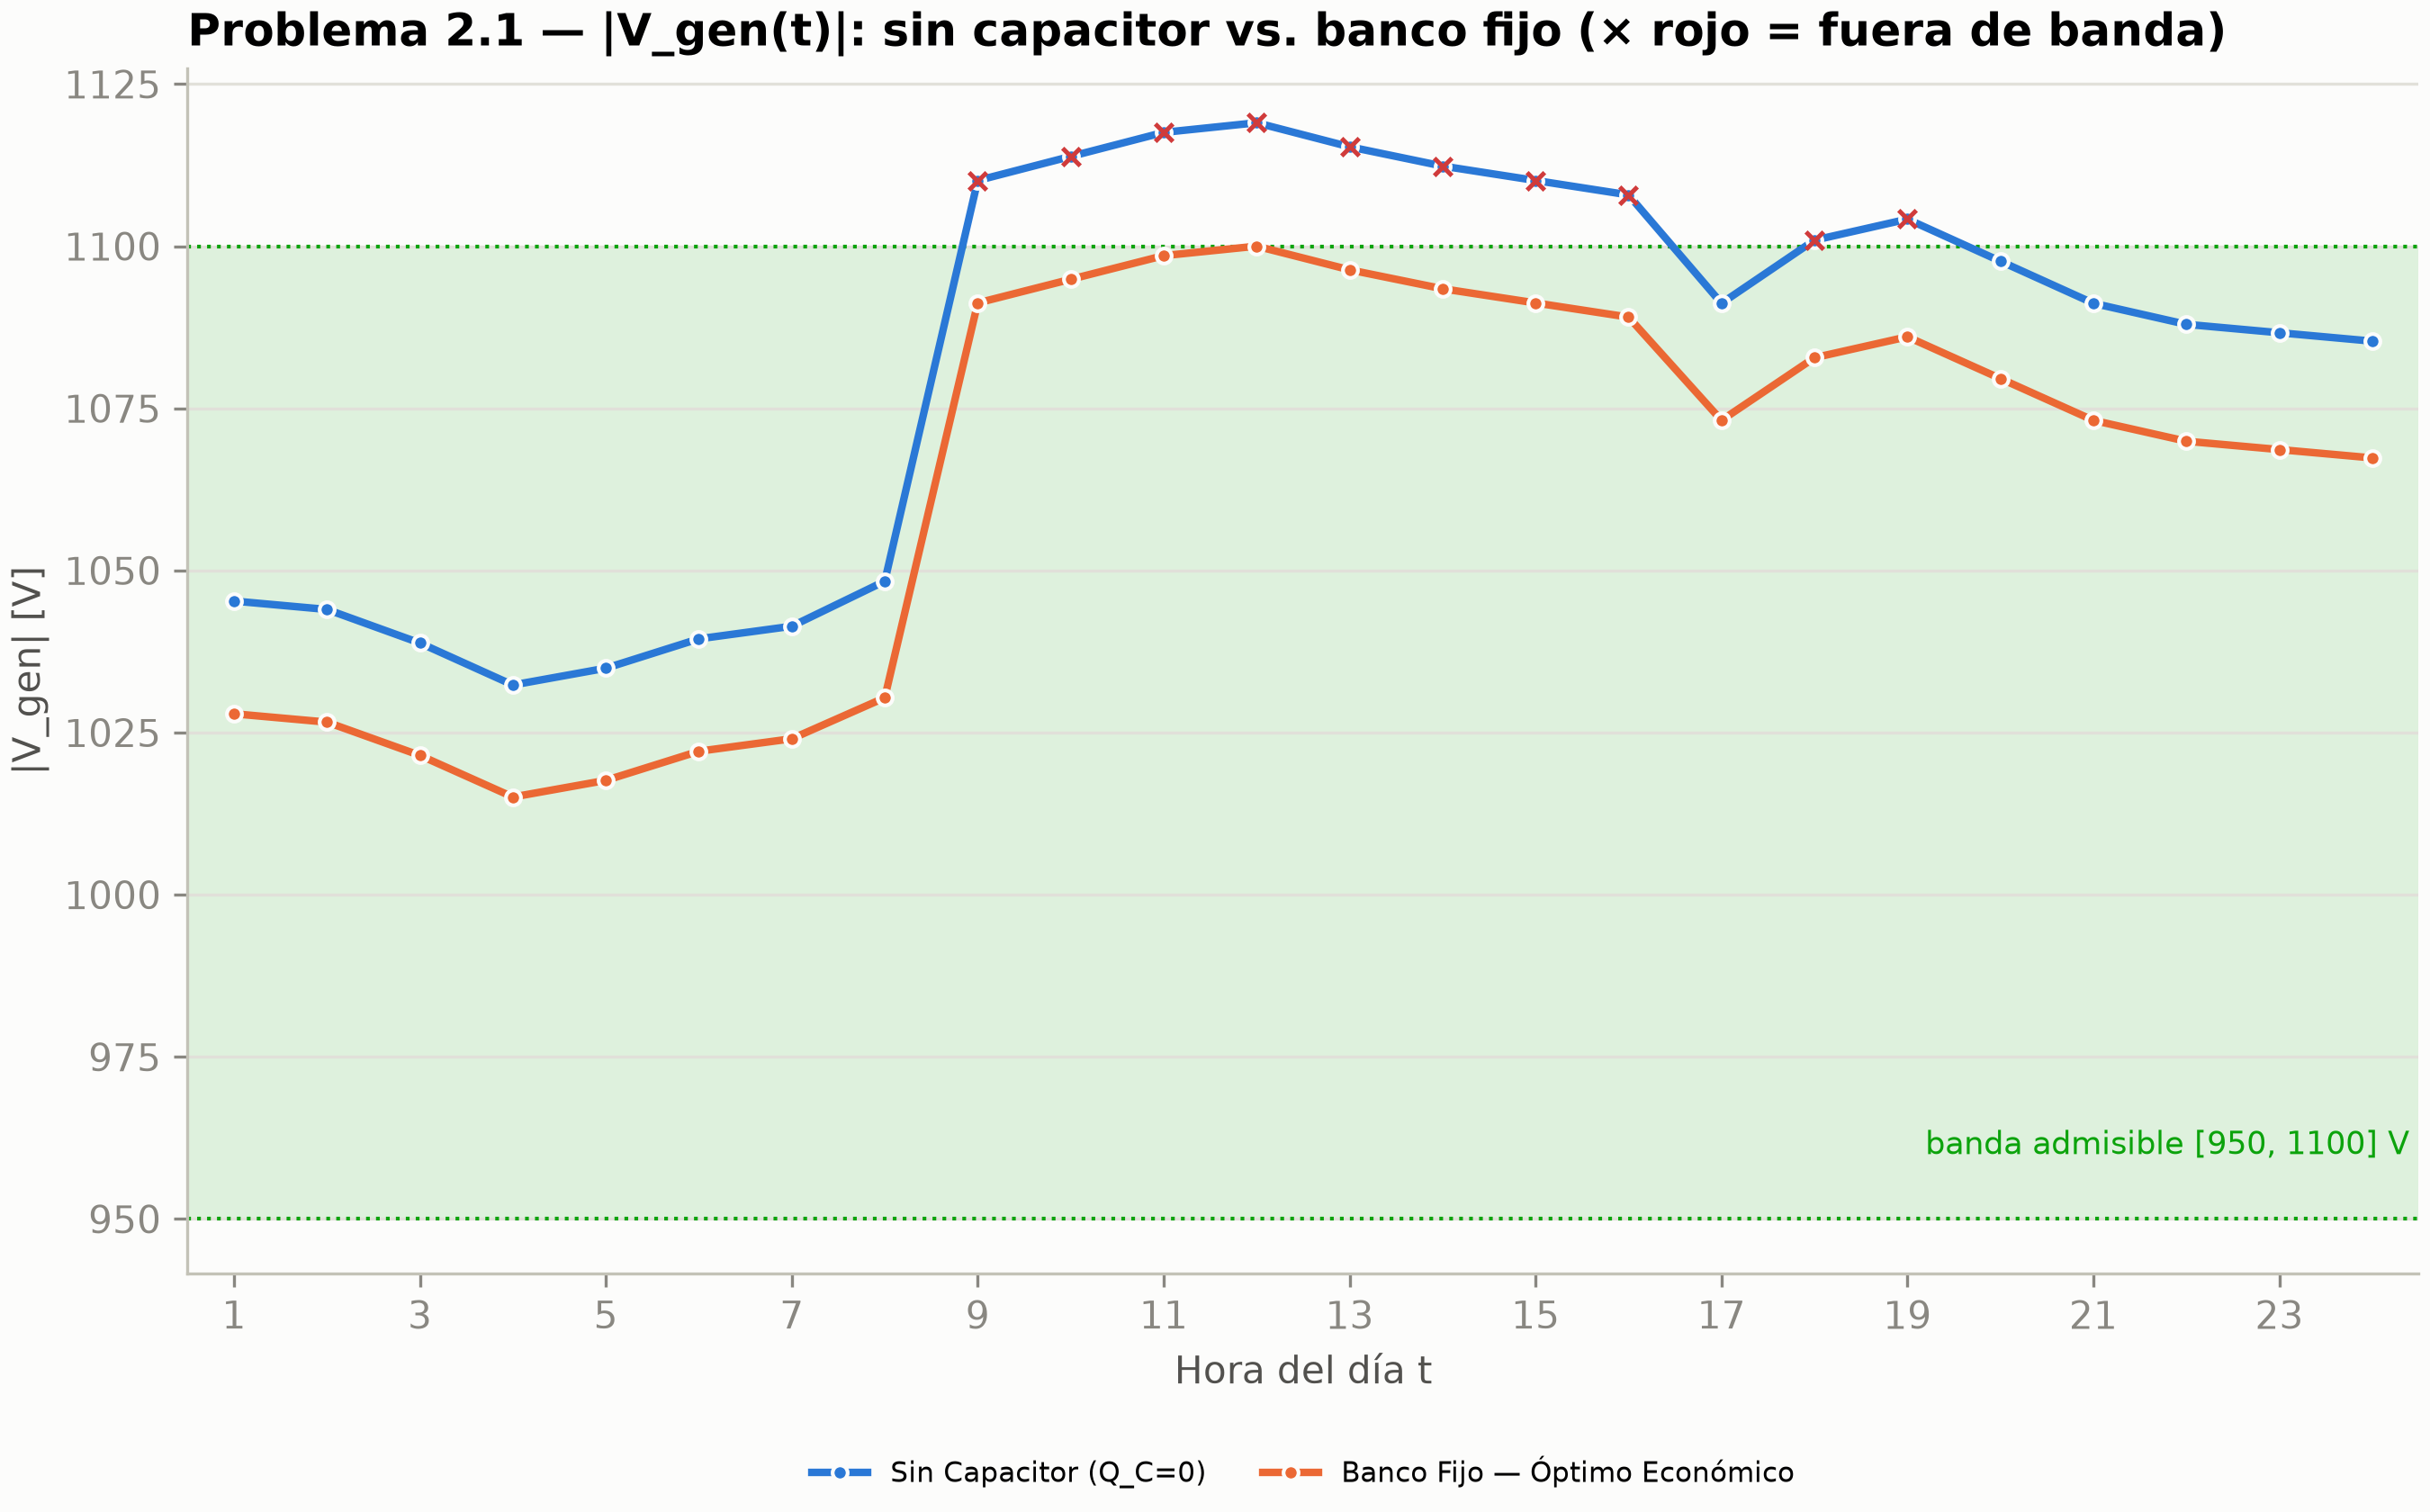 Problema 2.1 — |V_gen(t)|: sin capacitor vs. banco fijo (× rojo = fuera de banda)
1125
1100
1075
1050
1025
1000
975
950
|V_gen| [V]
banda admisible [950, 1100] V
1 3 5 7 9 11 13 15 17 19 21 23
Hora del día t
Sin Capacitor (Q_C=0) Banco Fijo — Óptimo Económico